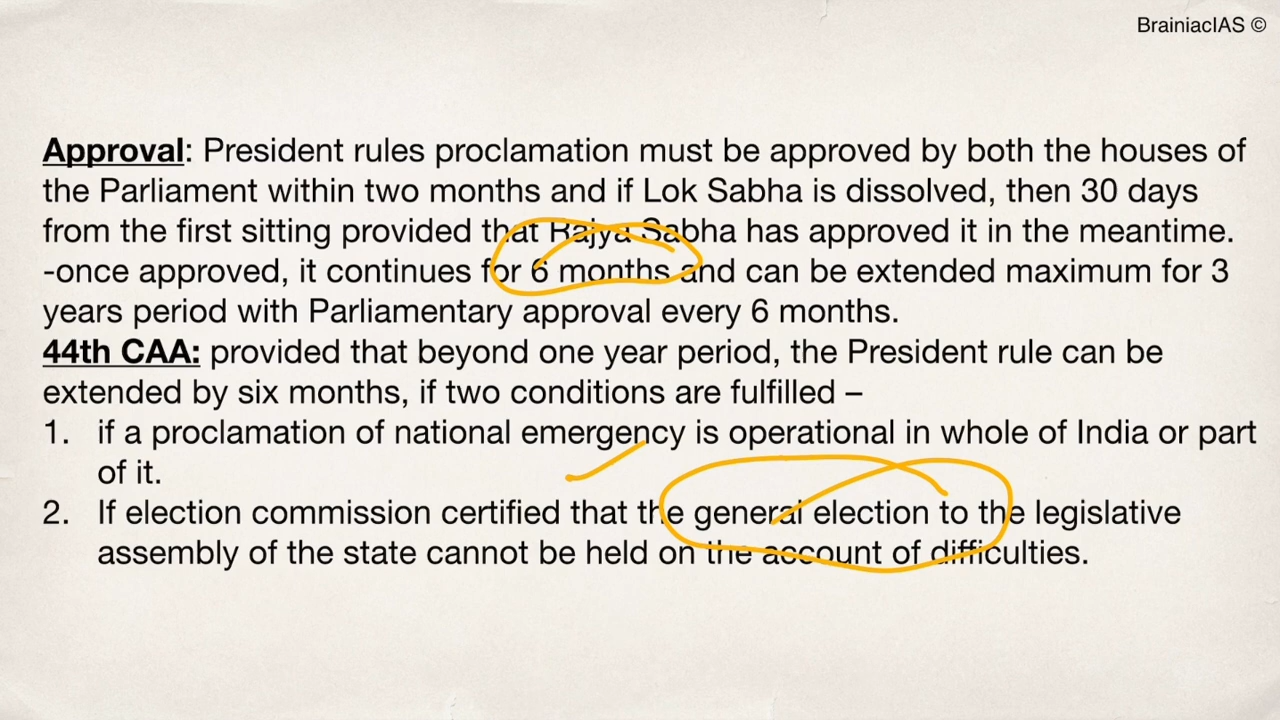 BrainiacIAS ©
Approval: President rules proclamation must be approved by both the houses of
the Parliament within two months and if Lok Sabha is dissolved, then 30 days
from the first sitting provided that Rajya Sabha has approved it in the meantime.
-once approved, it continues for 6 months and can be extended maximum for 3
years period with Parliamentary approval every 6 months.
44th CAA: provided that beyond one year period, the President rule can be
extended by six months, if two conditions are fulfilled –
1. if a proclamation of national emergency is operational in whole of India or part
of it.
2. If election commission certified that the general election to the legislative
assembly of the state cannot be held on the account of difficulties.